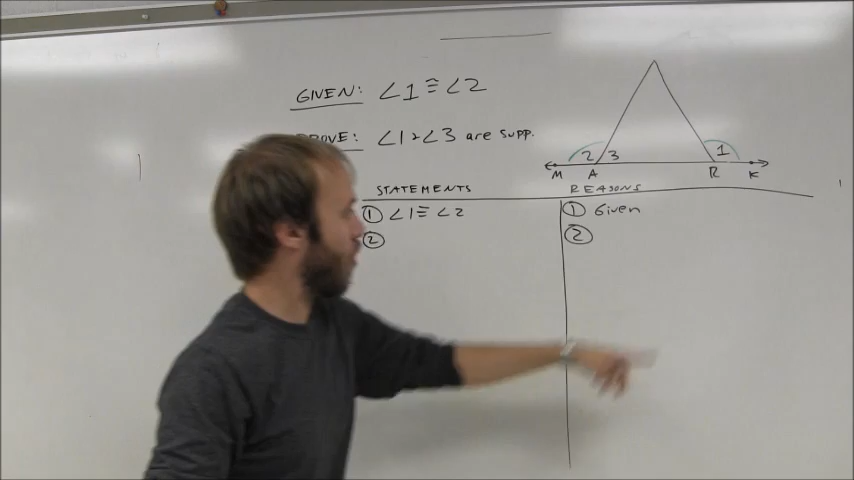 GIVEN: ∠1 ≅ ∠2
PROVE: ∠1 & ∠3 are supp.
2 3 1
M A R K
STATEMENTS REASONS
① ∠1 ≅ ∠2 ① Given
② ②